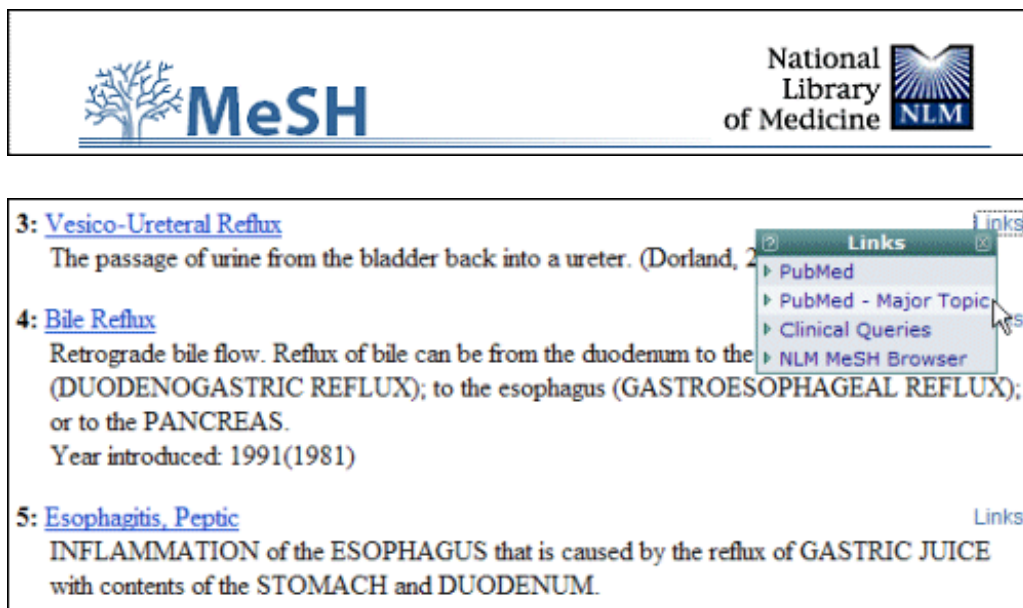 MeSH
National
Library
of Medicine
NLM
3: Vesico-Ureteral Reflux
Links
The passage of urine from the bladder back into a ureter. (Dorland, 2
? Links x
PubMed
PubMed - Major Topic
Clinical Queries
NLM MeSH Browser
4: Bile Reflux
Retrograde bile flow. Reflux of bile can be from the duodenum to the
(DUODENOGASTRIC REFLUX); to the esophagus (GASTROESOPHAGEAL REFLUX);
or to the PANCREAS.
Year introduced: 1991(1981)
5: Esophagitis, Peptic
Links
INFLAMMATION of the ESOPHAGUS that is caused by the reflux of GASTRIC JUICE
with contents of the STOMACH and DUODENUM.